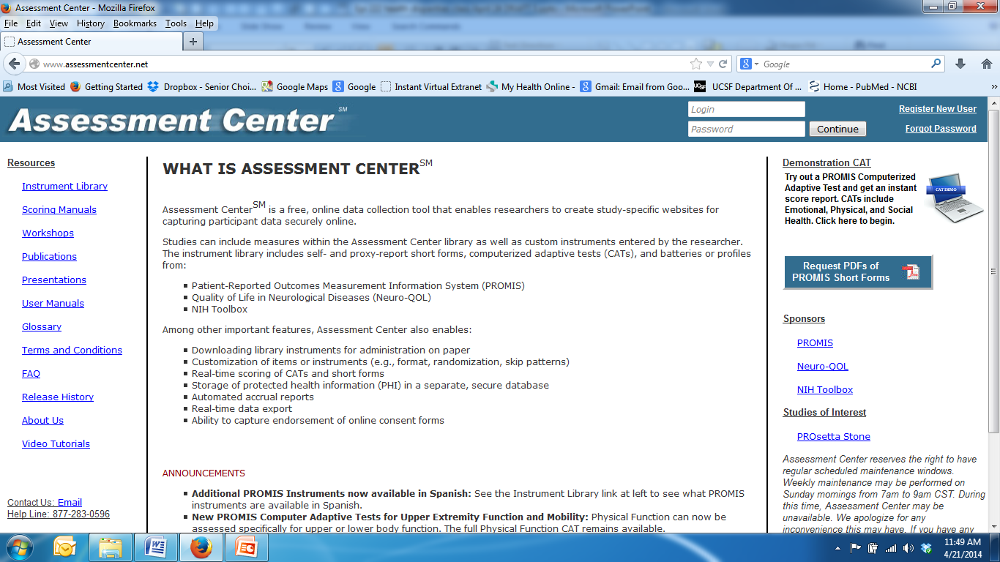 Assessment Center - Mozilla Firefox
File Edit View History Bookmarks Tools Help
Assessment Center
www.assessmentcenter.net
Google
Most Visited Getting Started Dropbox - Senior Choi... Google Maps Google Instant Virtual Extranet My Health Online - Gmail: Email from Goo... UCSF Department Of ... Home - PubMed - NCBI
Assessment Center SM
Login
Password
Continue
Register New User
Forgot Password
Resources
Instrument Library
Scoring Manuals
Workshops
Publications
Presentations
User Manuals
Glossary
Terms and Conditions
FAQ
Release History
About Us
Video Tutorials
Contact Us: Email
Help Line: 877-283-0596
WHAT IS ASSESSMENT CENTER SM
Assessment Center SM is a free, online data collection tool that enables researchers to create study-specific websites for
capturing participant data securely online.
Studies can include measures within the Assessment Center library as well as custom instruments entered by the researcher.
The instrument library includes self- and proxy-report short forms, computerized adaptive tests (CATs), and batteries or profiles
from:
Patient-Reported Outcomes Measurement Information System (PROMIS)
Quality of Life in Neurological Diseases (Neuro-QOL)
NIH Toolbox
Among other important features, Assessment Center also enables:
Downloading library instruments for administration on paper
Customization of items or instruments (e.g., format, randomization, skip patterns)
Real-time scoring of CATs and short forms
Storage of protected health information (PHI) in a separate, secure database
Automated accrual reports
Real-time data export
Ability to capture endorsement of online consent forms
ANNOUNCEMENTS
Additional PROMIS Instruments now available in Spanish: See the Instrument Library link at left to see what PROMIS
instruments are available in Spanish.
New PROMIS Computer Adaptive Tests for Upper Extremity Function and Mobility: Physical Function can now be
assessed specifically for upper or lower body function. The full Physical Function CAT remains available.
Demonstration CAT
Try out a PROMIS Computerized
Adaptive Test and get an instant
score report. CATs include
Emotional, Physical, and Social
Health. Click here to begin.
CAT DEMO
Request PDFs of
PROMIS Short Forms
Sponsors
PROMIS
Neuro-QOL
NIH Toolbox
Studies of Interest
PROsetta Stone
Assessment Center reserves the right to have
regular scheduled maintenance windows.
Weekly maintenance may be performed on
Sunday mornings from 7am to 9am CST. During
this time, Assessment Center may be
unavailable. We apologize for any
inconvenience this may have. If you have any
11:49 AM
4/21/2014